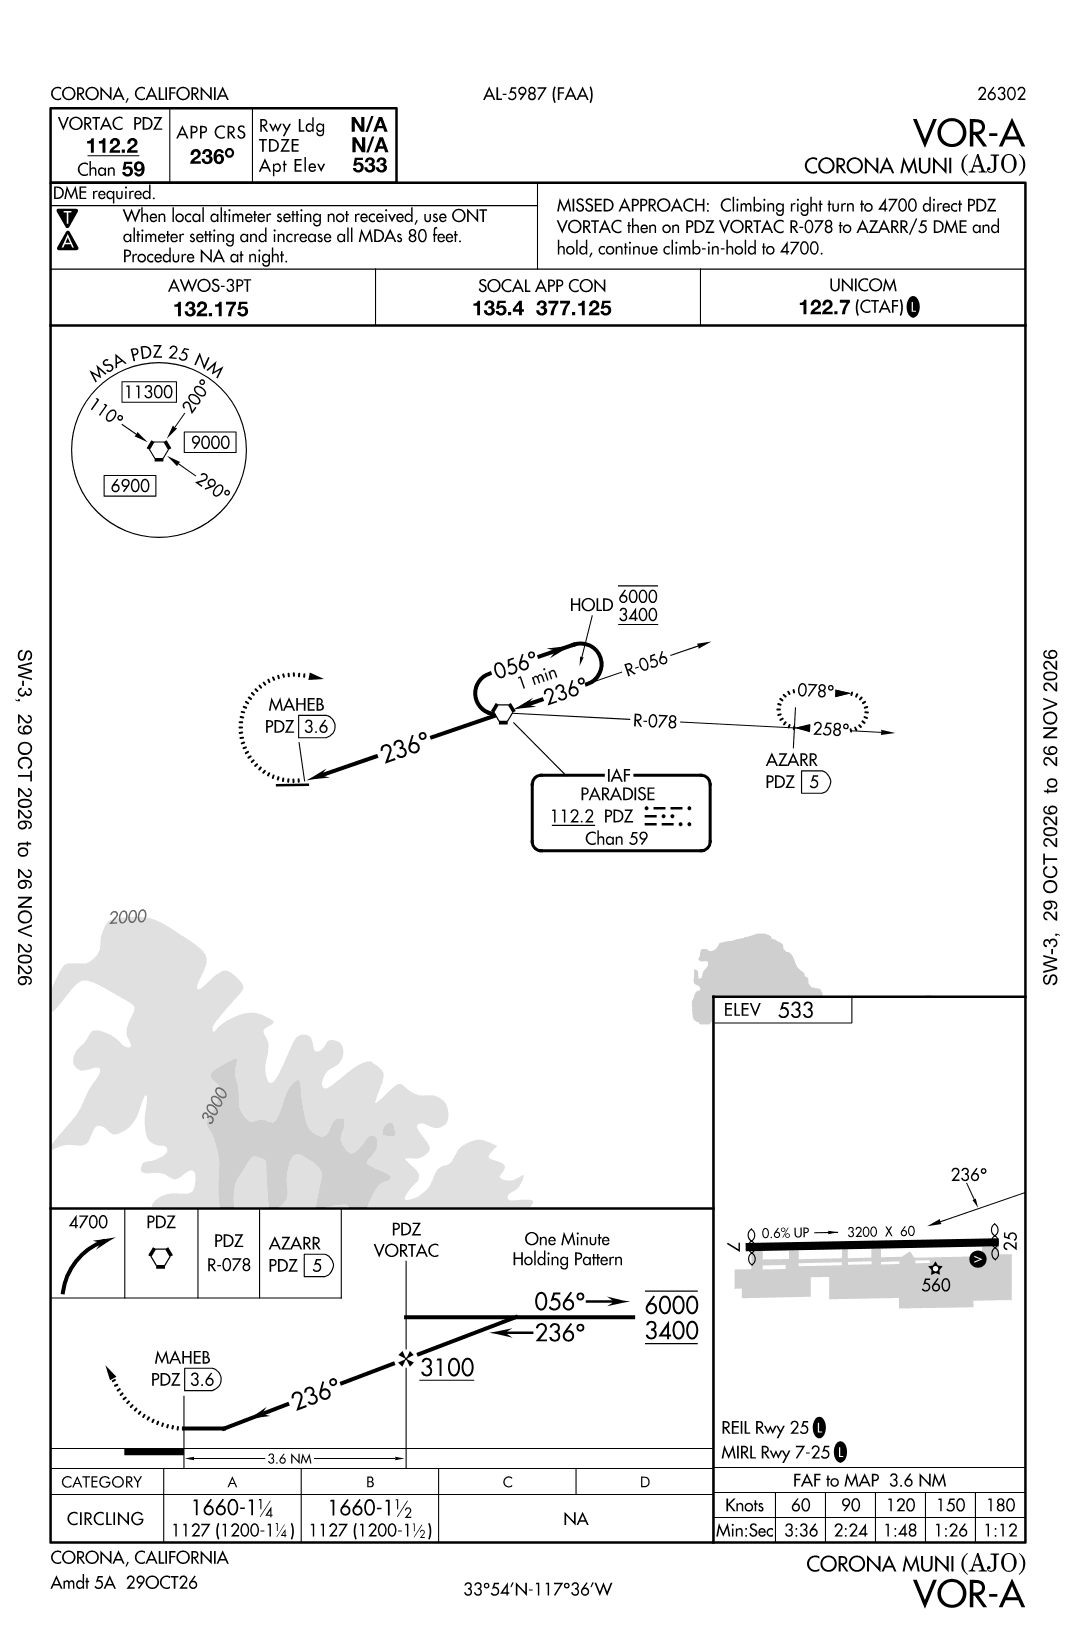 CORONA, CALIFORNIA
AL-5987 (FAA)
26302
VORTAC PDZ
112.2
Chan 59
APP CRS
236°
Rwy Ldg N/A
TDZE N/A
Apt Elev 533
VOR-A
CORONA MUNI (AJO)
DME required.
T
A
When local altimeter setting not received, use ONT
altimeter setting and increase all MDAs 80 feet.
Procedure NA at night.
MISSED APPROACH: Climbing right turn to 4700 direct PDZ
VORTAC then on PDZ VORTAC R-078 to AZARR/5 DME and
hold, continue climb-in-hold to 4700.
AWOS-3PT
132.175
SOCAL APP CON
135.4 377.125
UNICOM
122.7 (CTAF) L
MSA PDZ 25 NM
11300
200°
110°
9000
6900
290°
HOLD
6000
3400
056°
1 min
236°
R-056
MAHEB
PDZ 3.6
236°
R-078
078°
258°
AZARR
PDZ 5
IAF
PARADISE
112.2 PDZ
Chan 59
SW-3, 29 OCT 2026 to 26 NOV 2026
SW-3, 29 OCT 2026 to 26 NOV 2026
2000
3000
ELEV 533
236°
0.6% UP 3200 X 60
7
25
V
560
REIL Rwy 25 L
MIRL Rwy 7-25 L
4700
PDZ
PDZ
R-078
AZARR
PDZ 5
PDZ
VORTAC
One Minute
Holding Pattern
056°
236°
6000
3400
3100
MAHEB
PDZ 3.6
236°
3.6 NM
CATEGORY A B C D
CIRCLING
1660-1¼
1127 (1200-1¼)
1660-1½
1127 (1200-1½)
NA
FAF to MAP 3.6 NM
Knots 60 90 120 150 180
Min:Sec 3:36 2:24 1:48 1:26 1:12
CORONA, CALIFORNIA
Amdt 5A 29OCT26
33°54'N-117°36'W
CORONA MUNI (AJO)
VOR-A